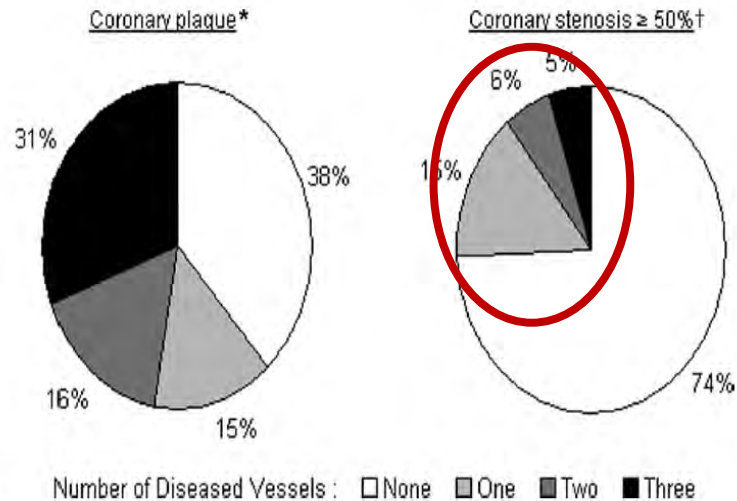 Coronary plaque*
Coronary stenosis ≥ 50%†
31%
38%
16%
15%
6%
5%
15%
74%
Number of Diseased Vessels : None One Two Three